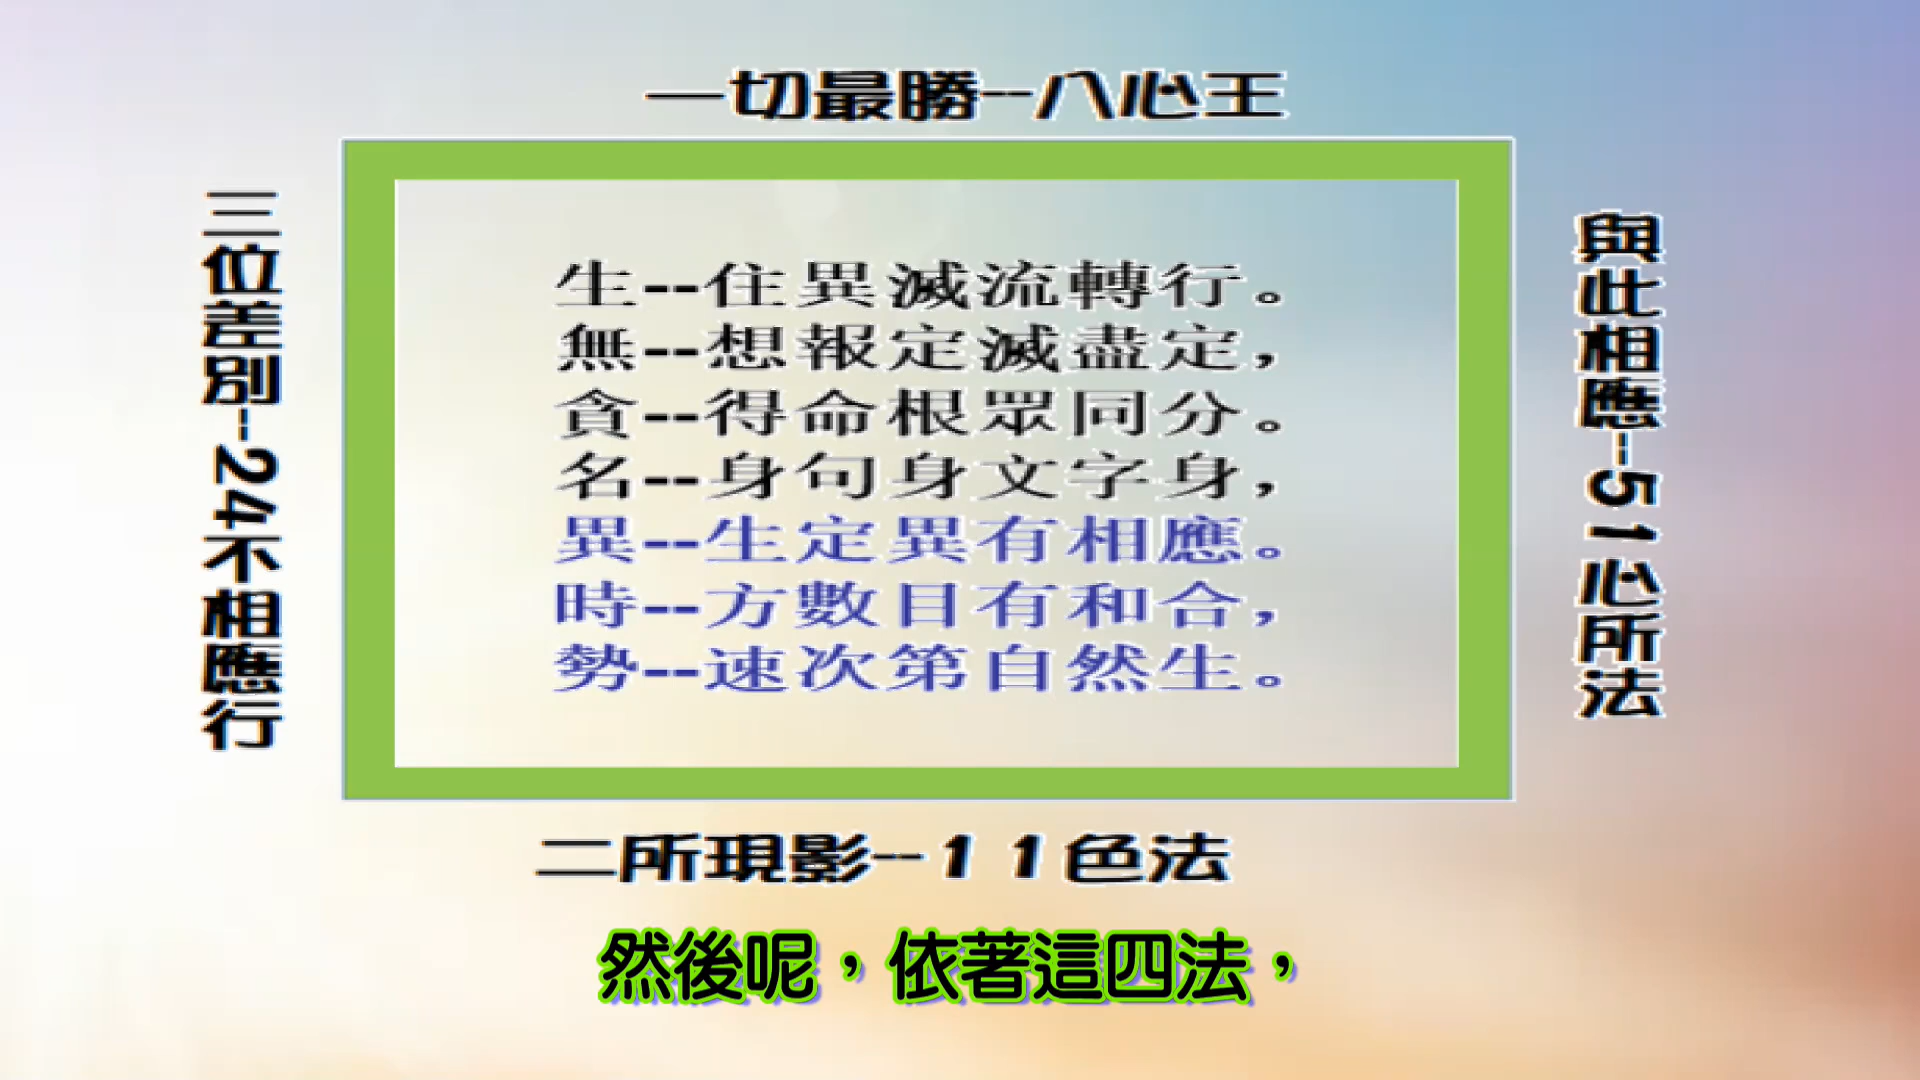 一切最勝--八心王
三位差別--24不相應行
生--住異滅流轉行。
無--想報定滅盡定，
貪--得命根眾同分。
名--身句身文字身，
異--生定異有相應。
時--方數目有和合，
勢--速次第自然生。
與此相應--51心所法
二所現影--11色法
然後呢，依著這四法，